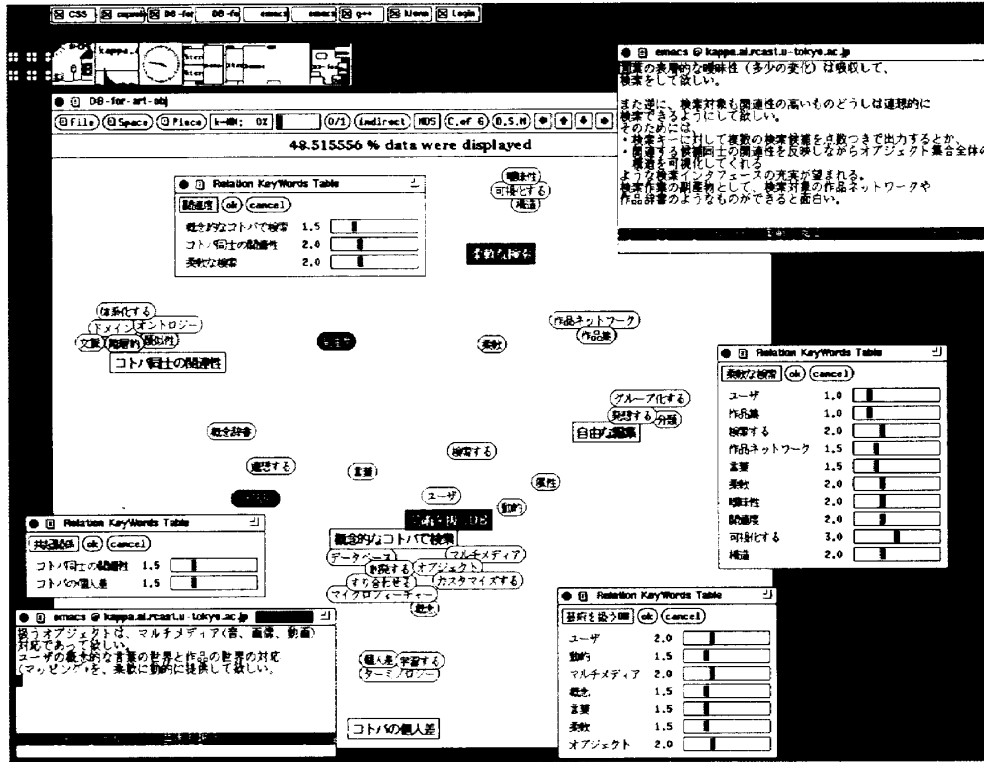 CSS
DB-for
DB-fo
emacs
emacs
g++
Login
kappa.
emacs @ kappa.ai.rcast.u-tokyo.ac.jp
言葉の表層的な曖昧性（多少の変化）は吸収して、
検索をして欲しい。
また逆に、検索対象も関連性の高いものどうしは連想的に
検索できるようにして欲しい。
そのためには、
・検索キーに対して複数の検索候補を点数つきで出力するとか、
・関連する候補同士の関連性を反映しながらオブジェクト集合全体の
構造を可視化してくれる
ような検索インタフェースの充実が望まれる。
検索作業の副産物として、検索対象の作品ネットワークや
作品辞書のようなものができると面白い。
DB-for-art-obj
File Space Piece k-NN: 0% 0/1 indirect MDS C.of 6 D.S.M
48.515556 % data were displayed
Relation KeyWords Table
関連度 ok cancel
概念的なコトバで検索 1.5
コトバ同士の関連性 2.0
柔軟な検索 2.0
曖昧性
可視化する
構造
柔軟な検索
体系化する
ドメイン オントロジー
文脈 階層的 類似性
コトバ同士の関連性
柔軟
作品ネットワーク
作品集
グループ化する
発想する 分類
自由な編集
概念辞書
連想する
言葉
検索する
属性
ユーザ
動的
概念的なコトバで検索
データベース マルチメディア
オブジェクト
すり合わせる カスタマイズする
マイクロフィーチャー
概念
個人差 学習する
ターミノロジー
コトバの個人差
Relation KeyWords Table
柔軟な検索 ok cancel
ユーザ 1.0
作品集 1.0
検索する 2.0
作品ネットワーク 1.5
言葉 1.5
柔軟 2.0
曖昧性 2.0
関連度 2.0
可視化する 3.0
構造 2.0
Relation KeyWords Table
共起関係 ok cancel
コトバ同士の関連性 1.5
コトバの個人差 1.5
emacs @ kappa.ai.rcast.u-tokyo.ac.jp
扱うオブジェクトは、マルチメディア(音、画像、動画)
対応であって欲しい。
ユーザの概念的な言葉の世界と作品の世界の対応
(マッピング)を、柔軟に動的に提供して欲しい。
Relation KeyWords Table
芸術を扱うDB ok cancel
ユーザ 2.0
動的 1.5
マルチメディア 2.0
概念 1.5
言葉 1.5
柔軟 1.5
オブジェクト 2.0